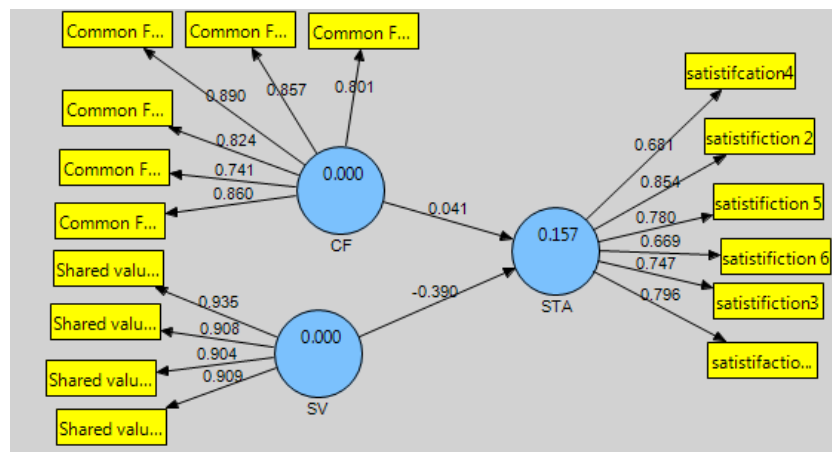 Common F...
Common F...
Common F...
0.890
0.857
0.801
Common F...
0.824
Common F...
0.741
0.860
Common F...
0.000
CF
0.041
Shared valu...
0.935
Shared valu...
0.908
0.904
Shared valu...
0.909
Shared valu...
0.000
SV
-0.390
0.157
STA
satistifcation4
0.681
satistifiction 2
0.854
satistifiction 5
0.780
0.669
satistifiction 6
0.747
satistifiction3
0.796
satistifactio...